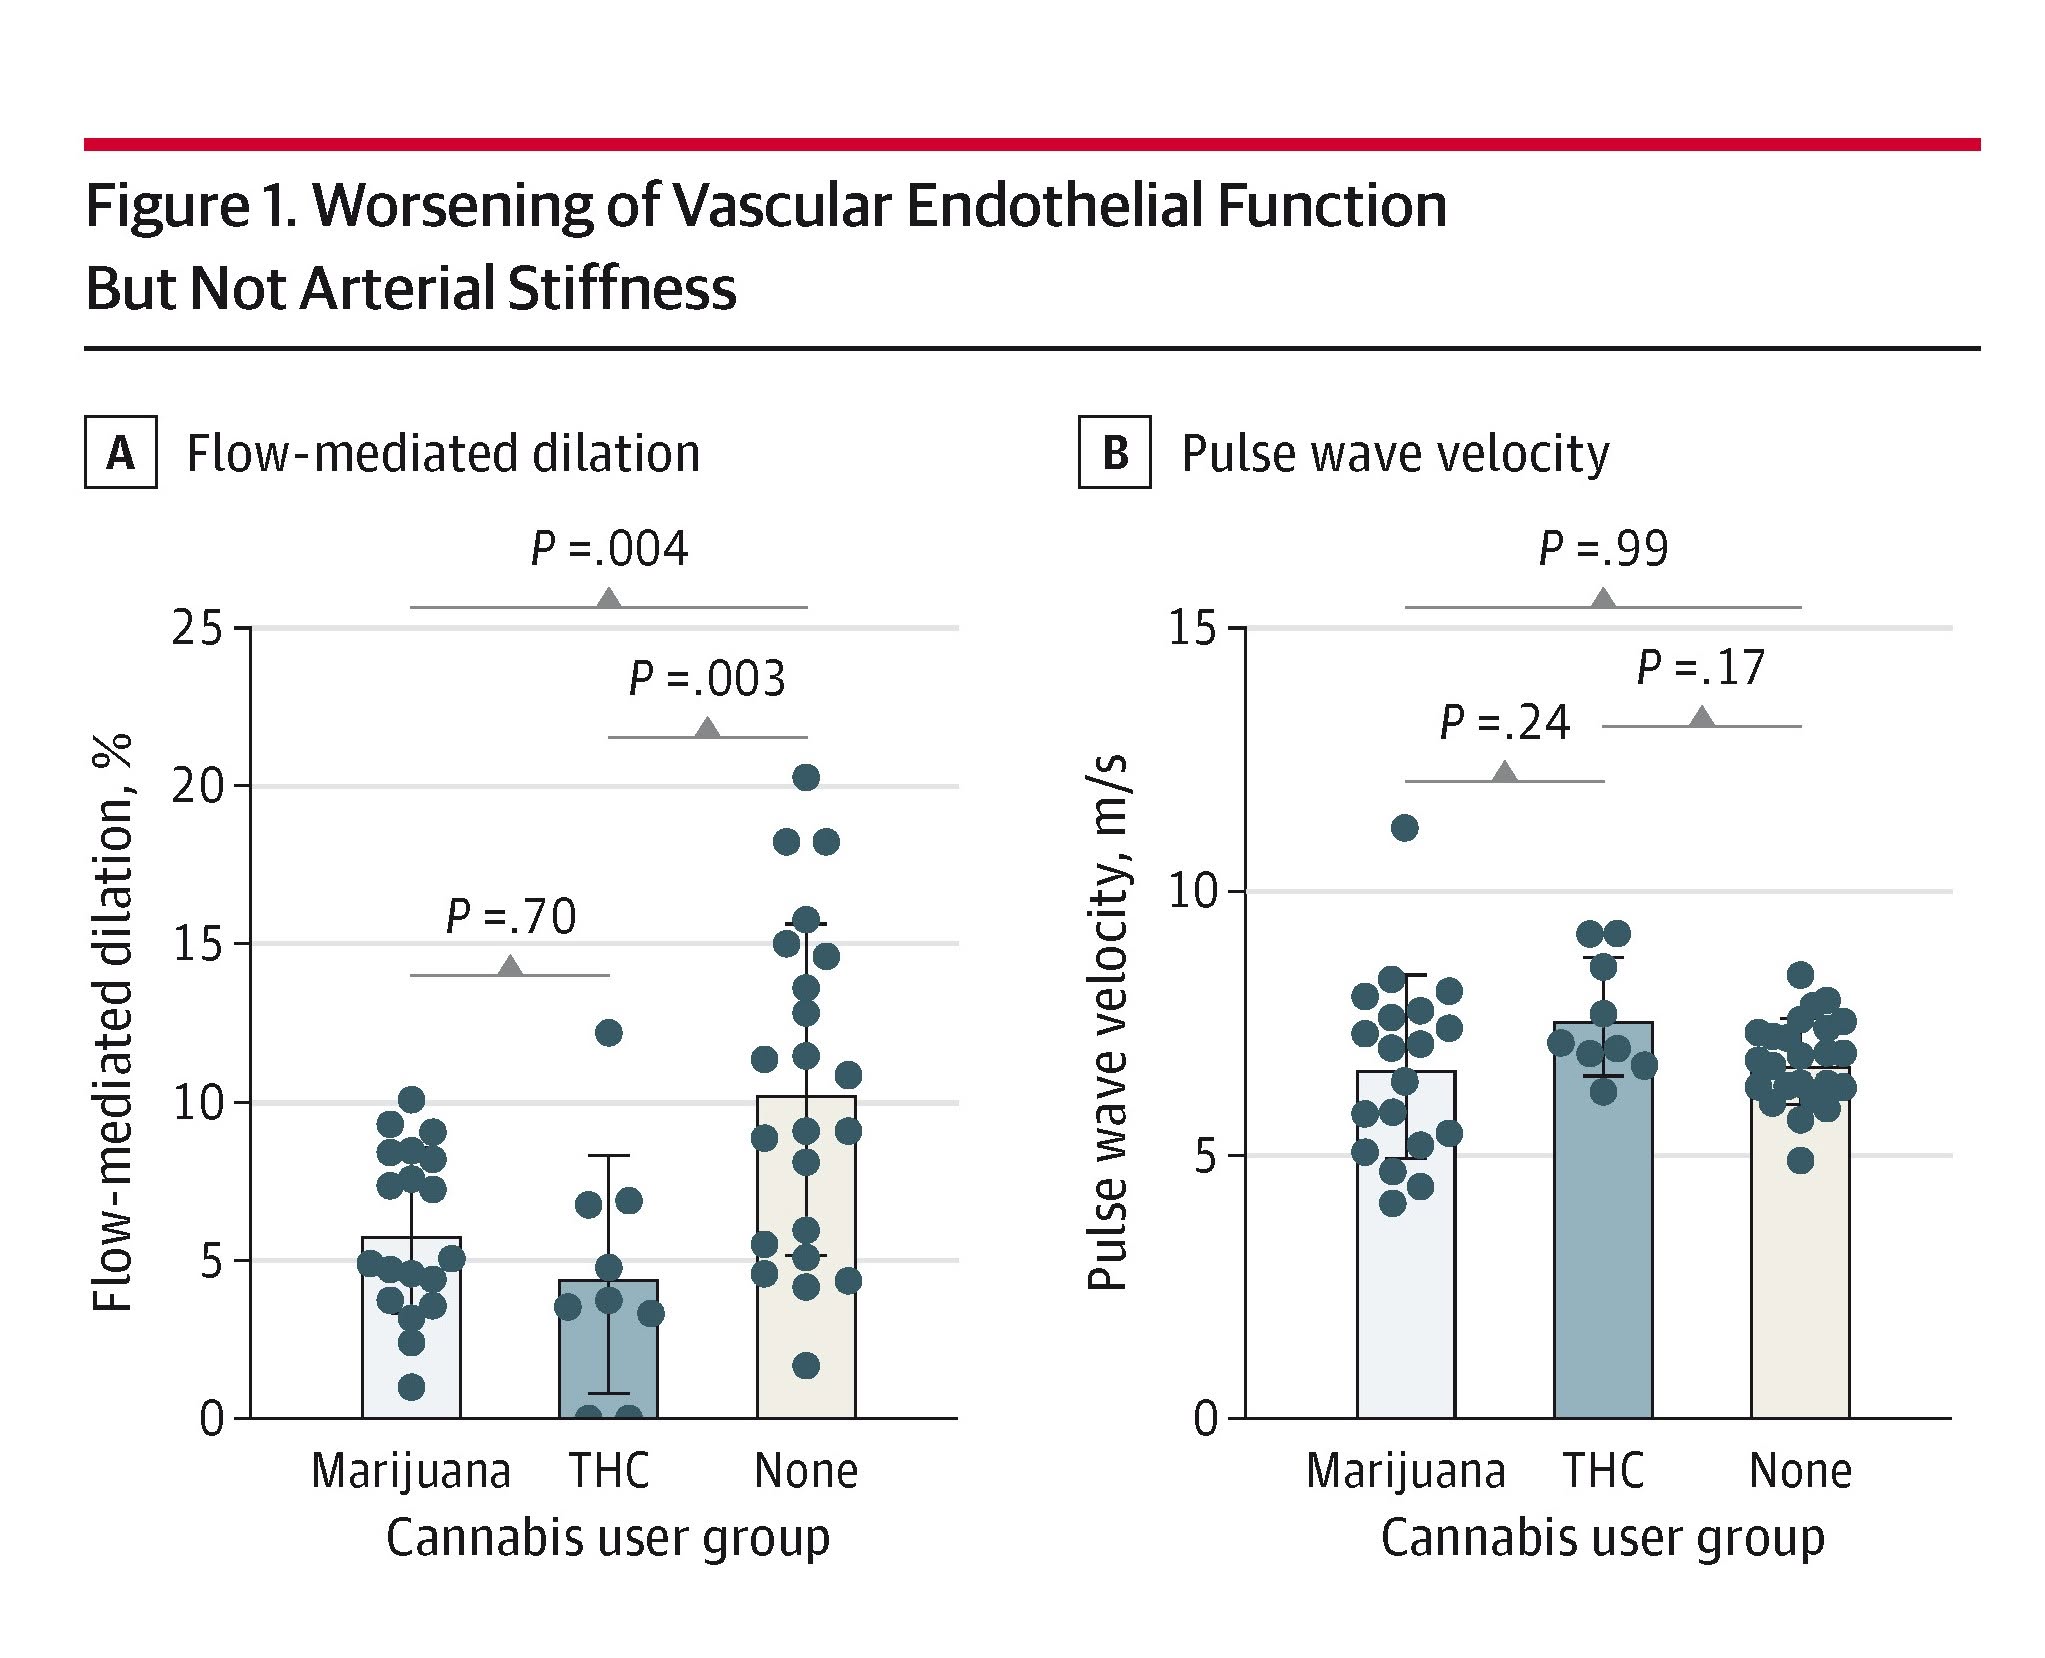 Figure 1. Worsening of Vascular Endothelial Function
But Not Arterial Stiffness
A Flow-mediated dilation
P =.004
25
P =.003
20
P =.70
15
10
5
0
Flow-mediated dilation, %
Marijuana THC None
Cannabis user group
B Pulse wave velocity
P =.99
15
P =.17
P =.24
10
5
0
Pulse wave velocity, m/s
Marijuana THC None
Cannabis user group